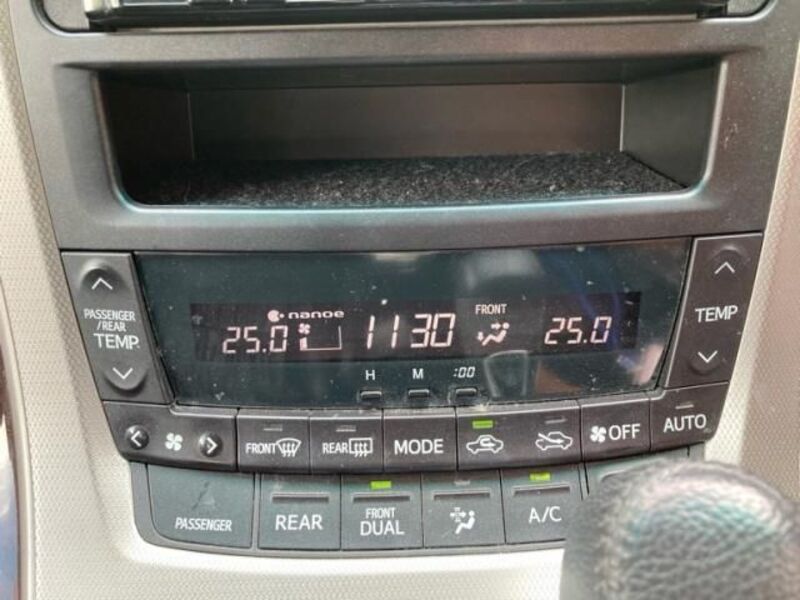 nanoe
FRONT
25.0 11 30 25.0
H M :00
PASSENGER
/REAR
TEMP
TEMP
FRONT REAR MODE OFF AUTO
PASSENGER REAR FRONT
DUAL A/C